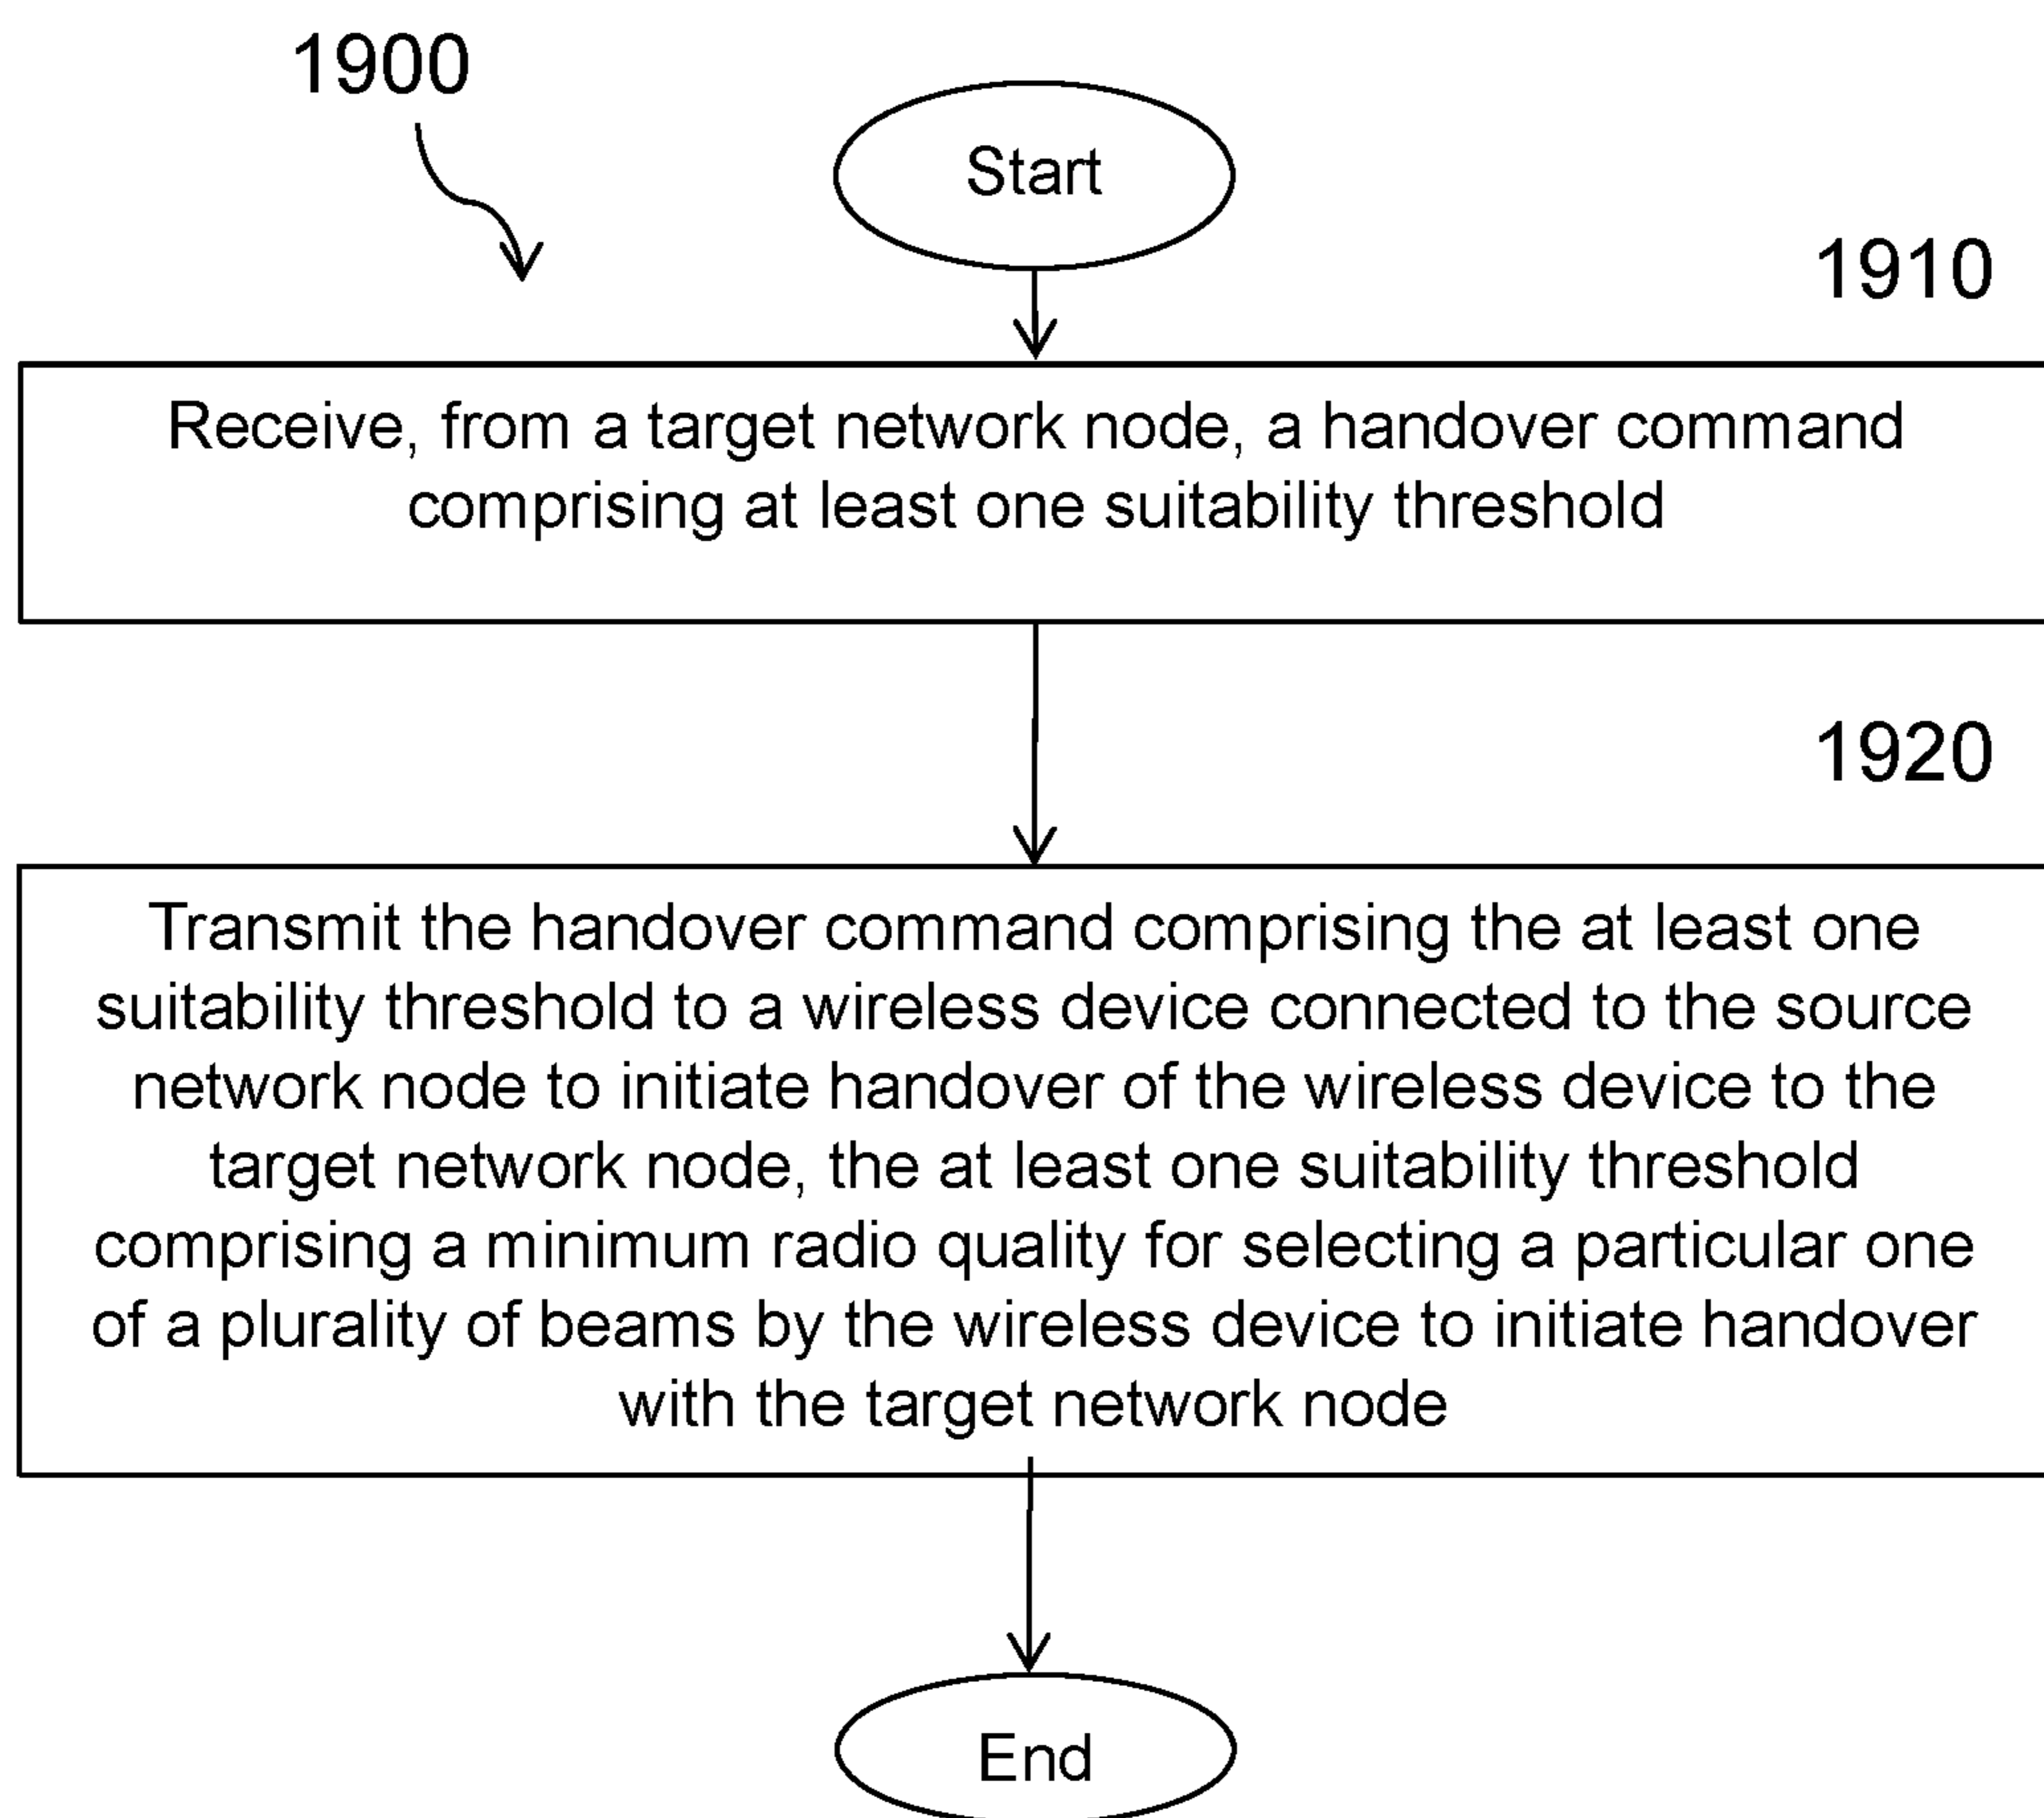 1900
Start
1910
Receive, from a target network node, a handover command
comprising at least one suitability threshold
1920
Transmit the handover command comprising the at least one
suitability threshold to a wireless device connected to the source
network node to initiate handover of the wireless device to the
target network node, the at least one suitability threshold
comprising a minimum radio quality for selecting a particular one
of a plurality of beams by the wireless device to initiate handover
with the target network node
End